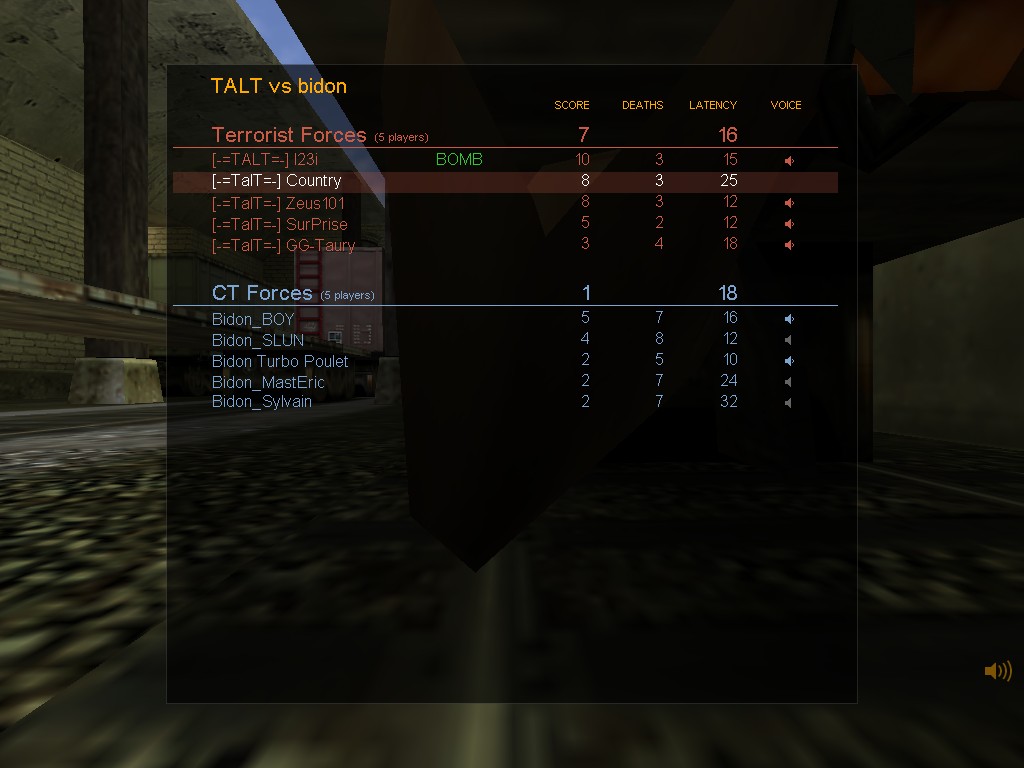 TALT vs bidon
SCORE DEATHS LATENCY VOICE
Terrorist Forces (5 players) 7 16
[-=TALT=-] I23i BOMB 10 3 15
[-=TalT=-] Country 8 3 25
[-=TalT=-] Zeus101 8 3 12
[-=TalT=-] SurPrise 5 2 12
[-=TalT=-] GG-Taury 3 4 18
CT Forces (5 players) 1 18
Bidon_BOY 5 7 16
Bidon_SLUN 4 8 12
Bidon Turbo Poulet 2 5 10
Bidon_MastEric 2 7 24
Bidon_Sylvain 2 7 32